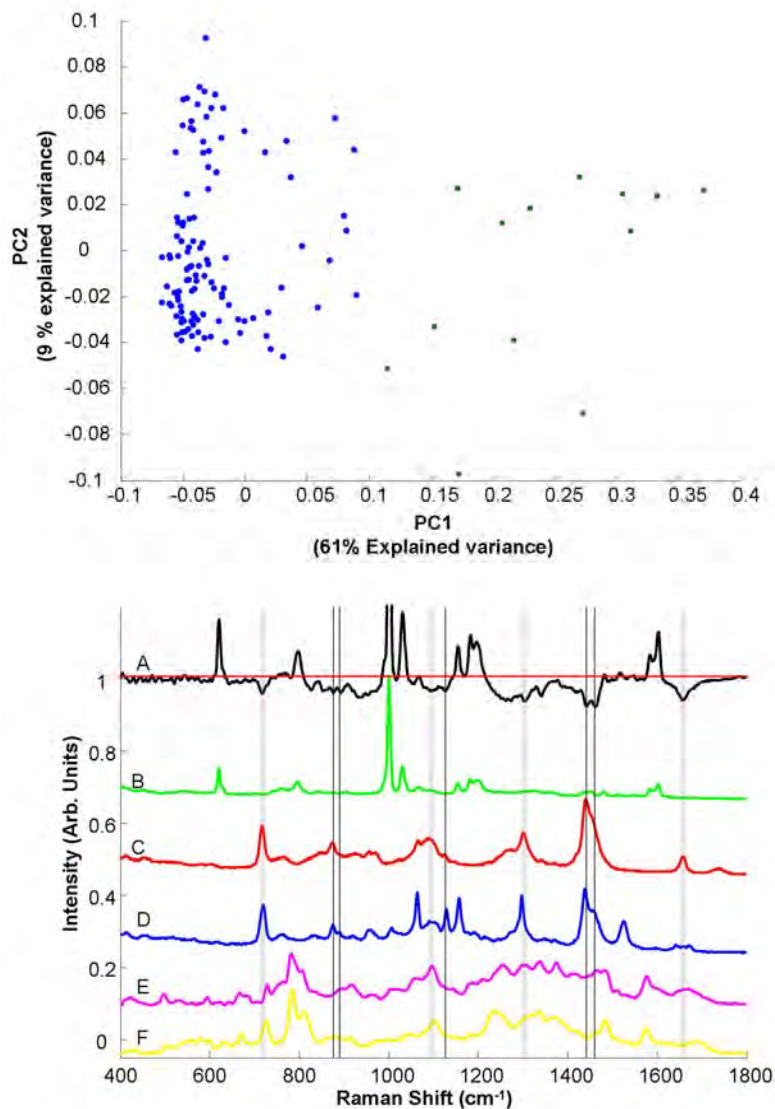 0.1
0.08
0.06
0.04
0.02
0
-0.02
-0.04
-0.06
-0.08
-0.1
PC2
(9 % explained variance)
-0.1 -0.05 0 0.05 0.1 0.15 0.2 0.25 0.3 0.35 0.4
PC1
(61% Explained variance)
A
B
C
D
E
F
1
0.8
0.6
0.4
0.2
0
Intensity (Arb. Units)
400 600 800 1000 1200 1400 1600 1800
Raman Shift (cm⁻¹)